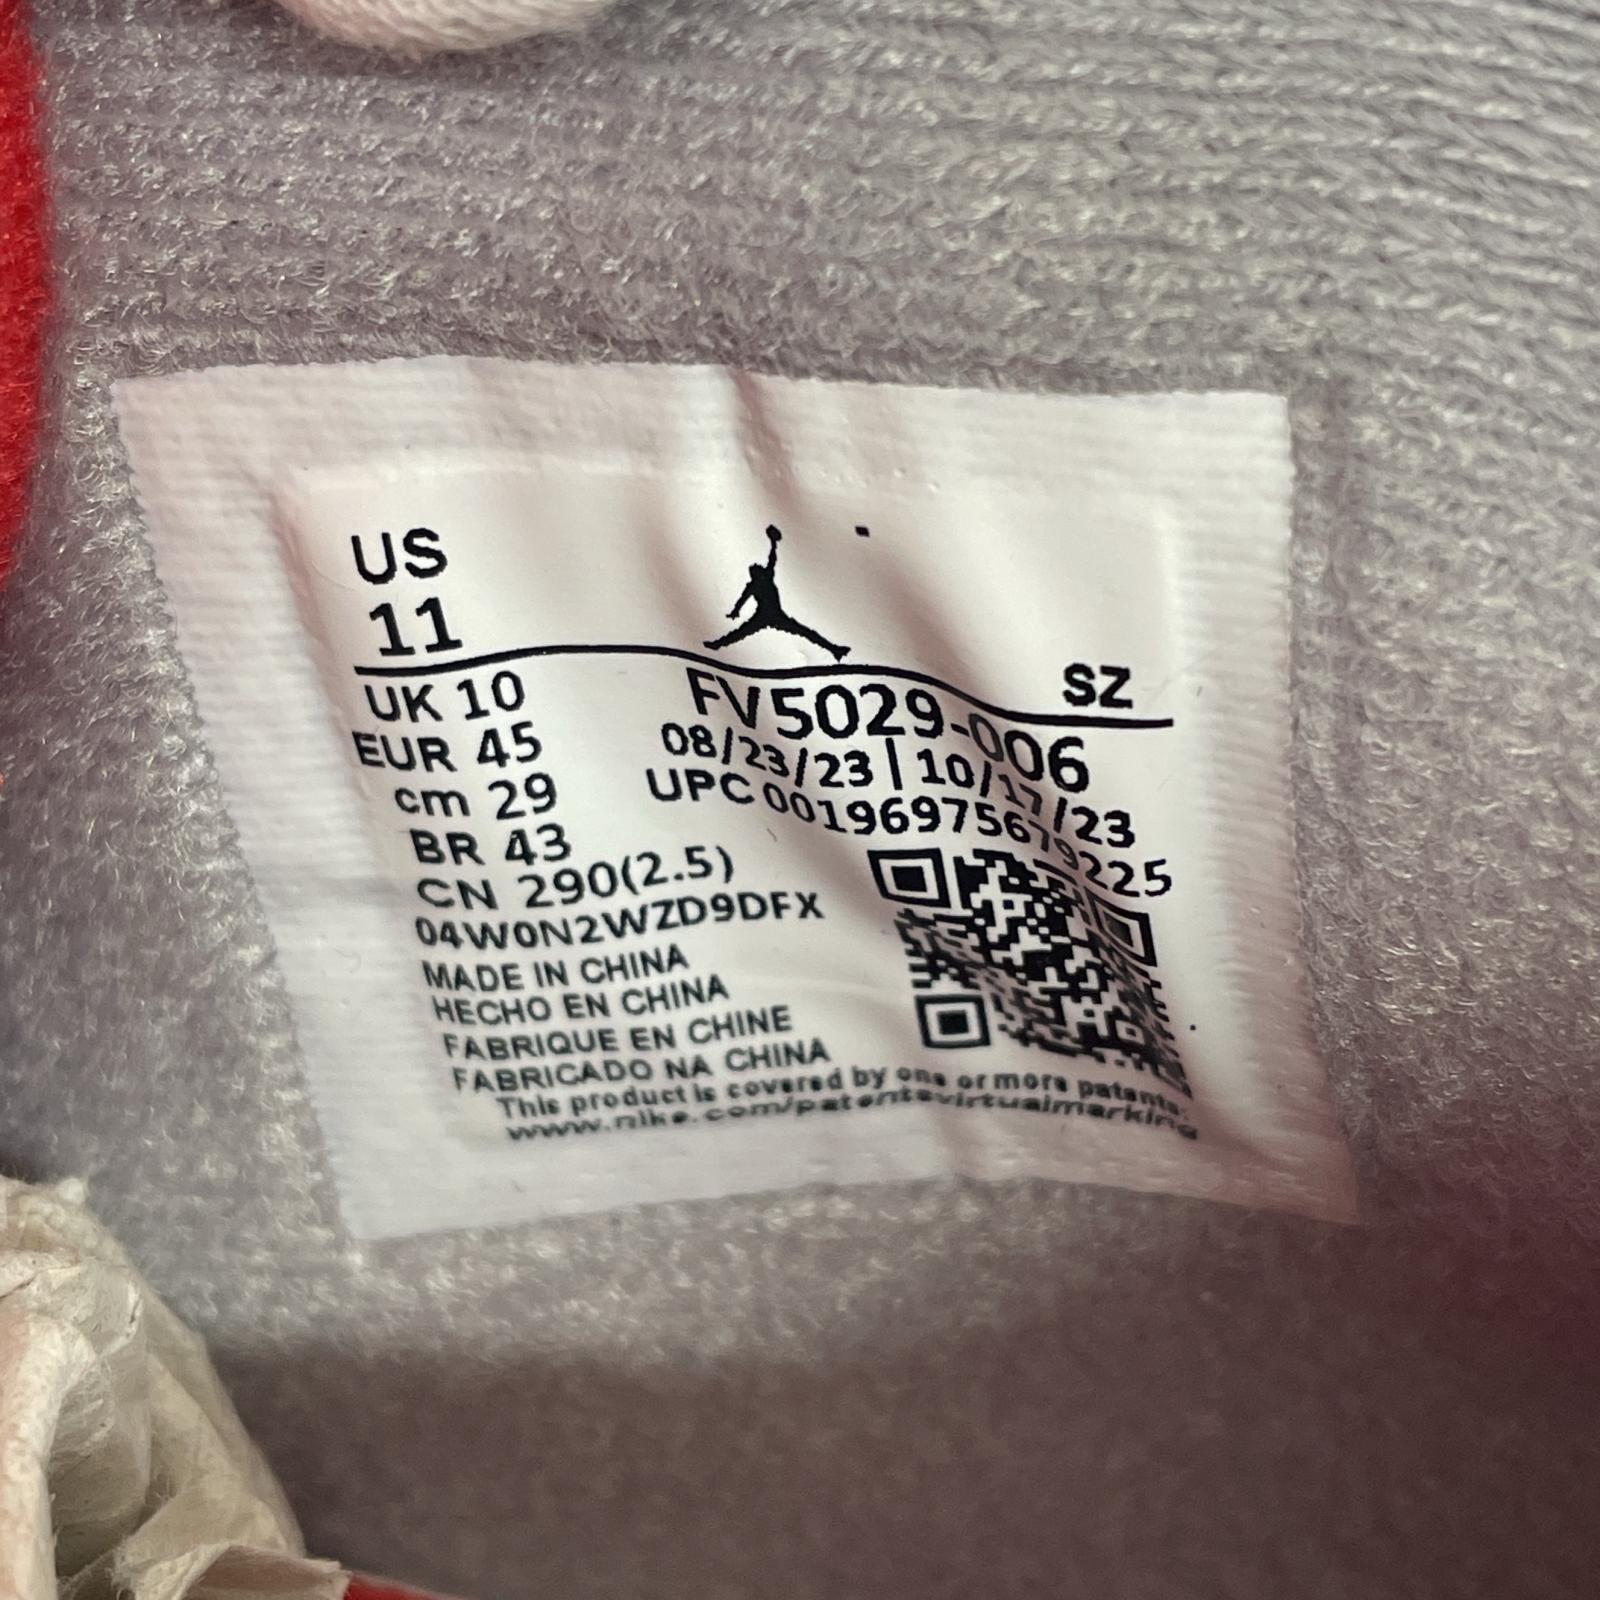 US
11
SZ
UK 10
EUR 45
cm 29
BR 43
CN 290(2.5)
04W0N2WZD9DFX
FV5029-006
08/23/23 | 10/17/23
UPC 00196975679225
MADE IN CHINA
HECHO EN CHINA
FABRIQUE EN CHINE
FABRICADO NA CHINA
This product is covered by one or more patents.
www.nike.com/patentsvirtualmarking